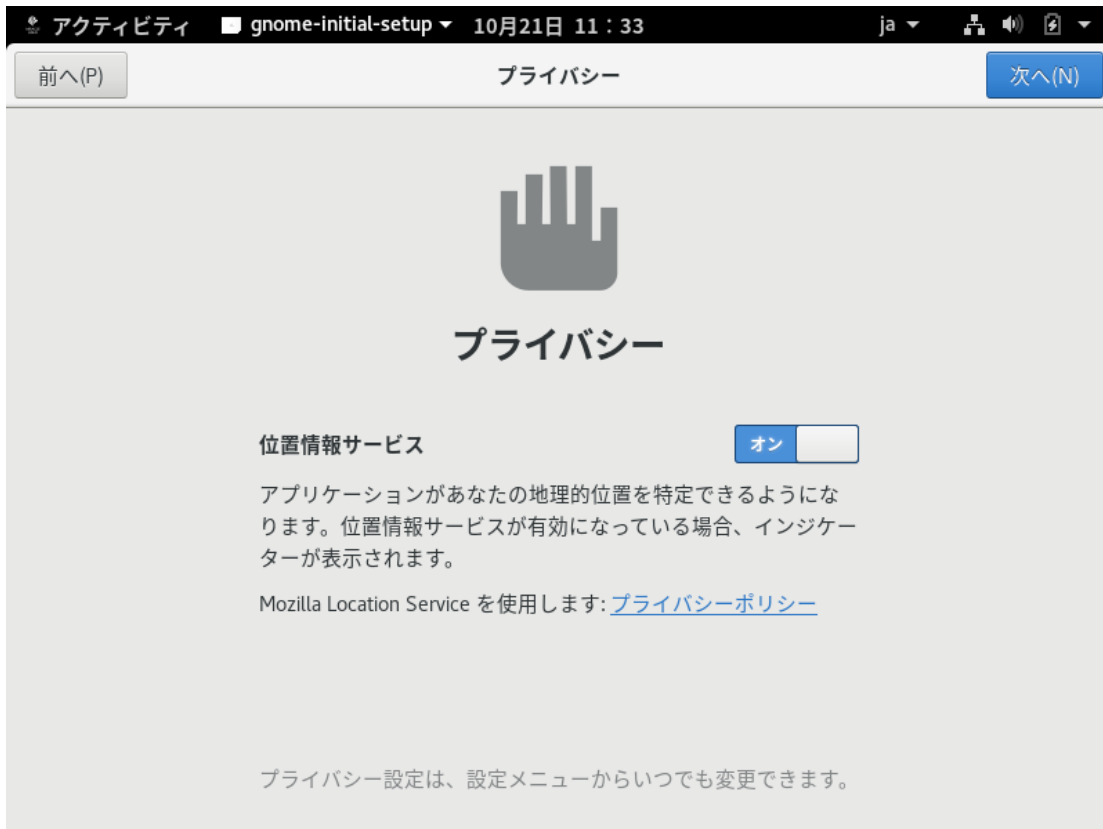 アクティビティ gnome-initial-setup 10月21日 11：33 ja
前へ(P) プライバシー 次へ(N)
プライバシー
位置情報サービス オン
アプリケーションがあなたの地理的位置を特定できるようにな
ります。位置情報サービスが有効になっている場合、インジケー
ターが表示されます。
Mozilla Location Service を使用します: プライバシーポリシー
プライバシー設定は、設定メニューからいつでも変更できます。